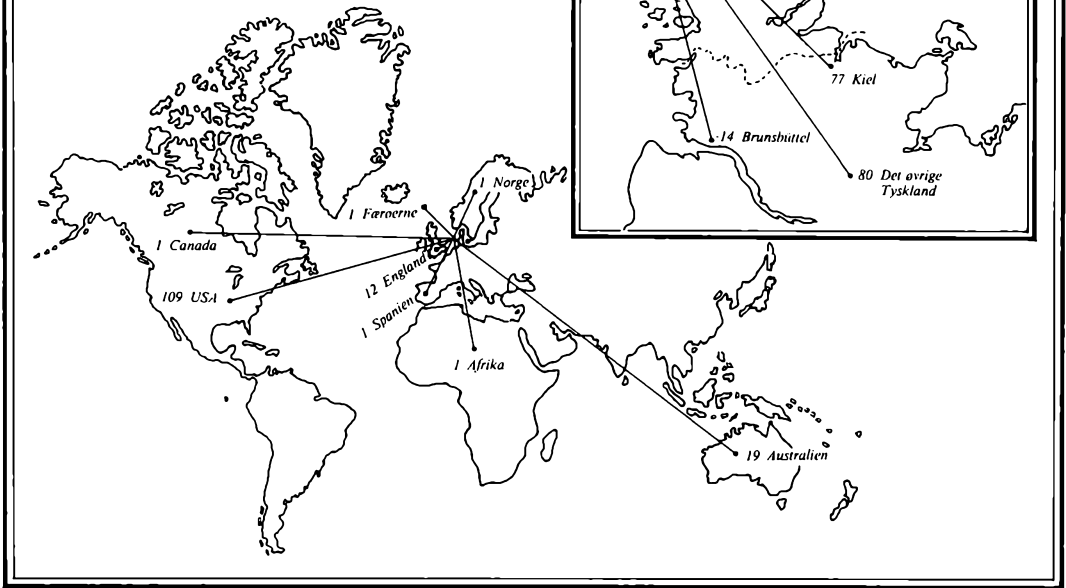 77 Kiel
14 Brunsbüttel
80 Det øvrige
Tyskland
1 Norge
1 Færøerne
1 Canada
12 England
109 USA
1 Spanien
1 Afrika
19 Australien